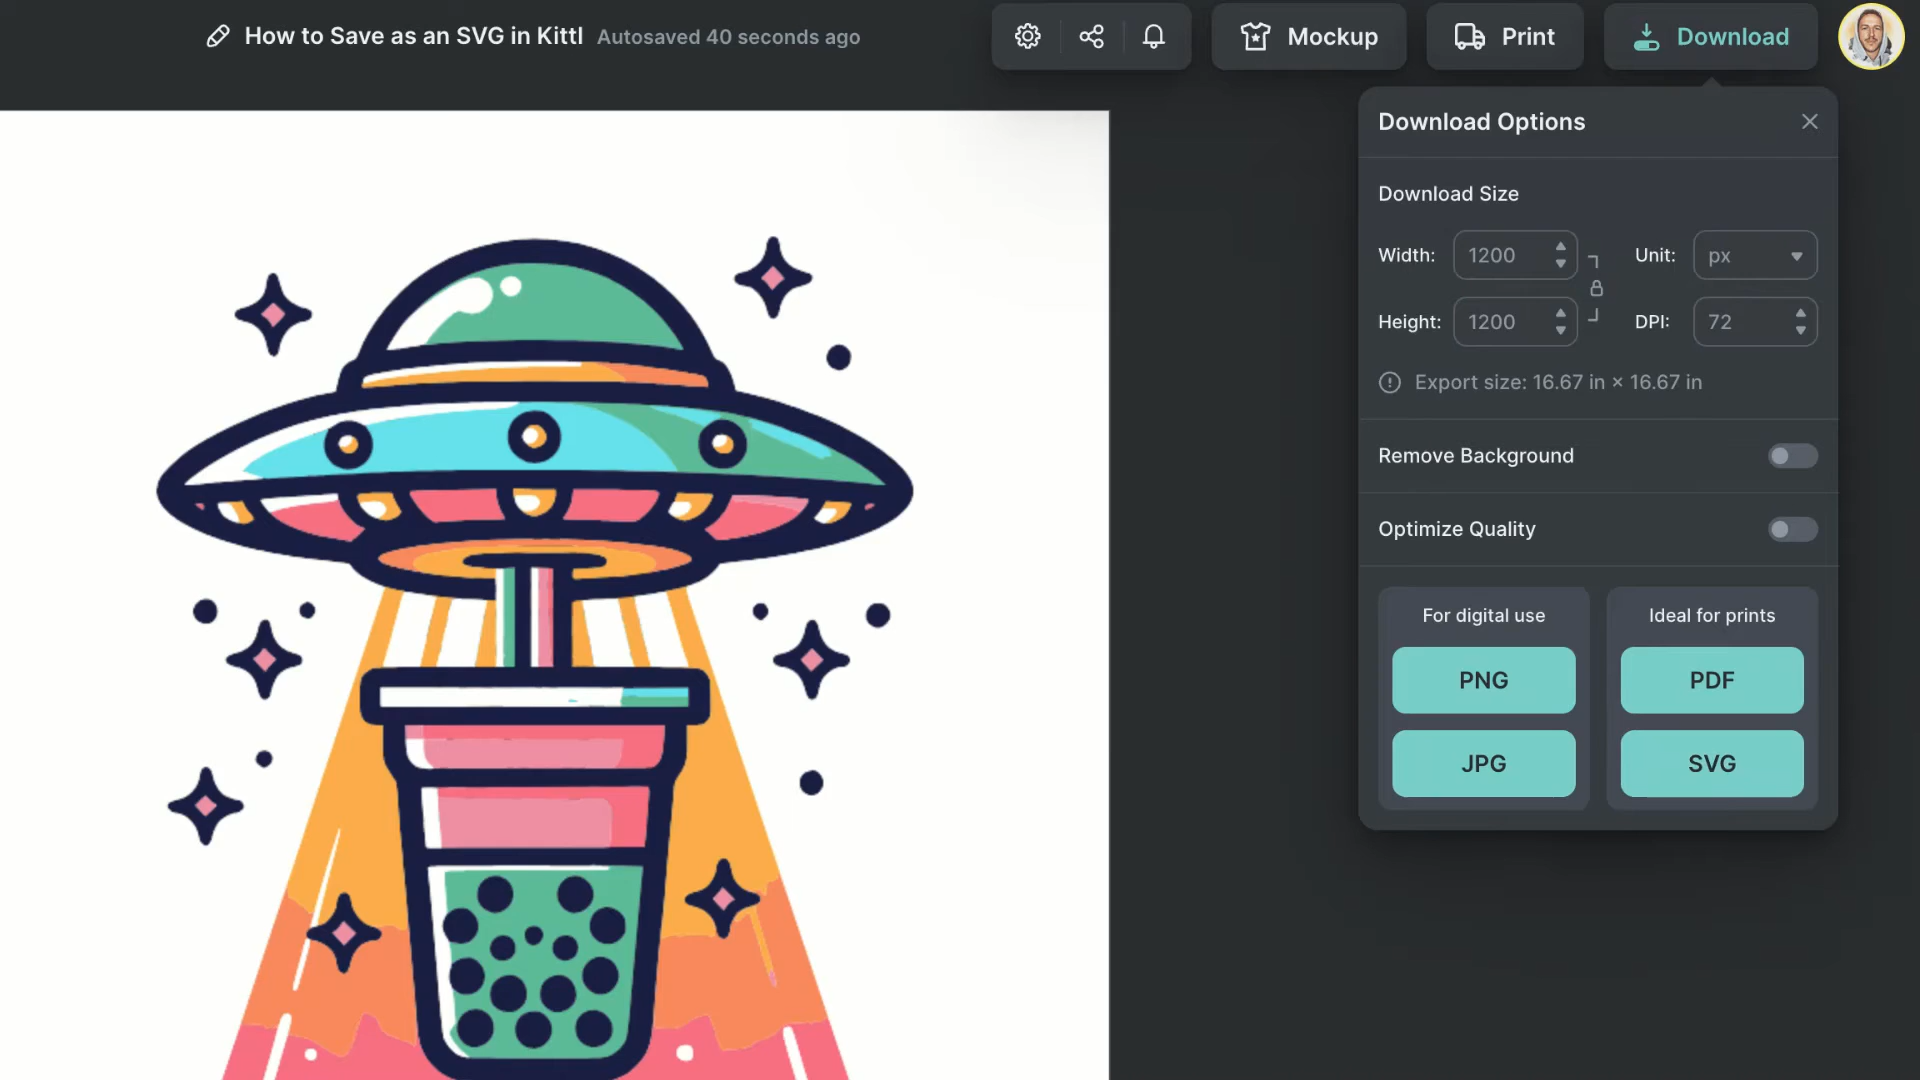 How to Save as an SVG in Kittl Autosaved 40 seconds ago
Mockup
Print
Download
Download Options
Download Size
Width: 1200 Unit: px
Height: 1200 DPI: 72
Export size: 16.67 in × 16.67 in
Remove Background
Optimize Quality
For digital use
PNG
JPG
Ideal for prints
PDF
SVG